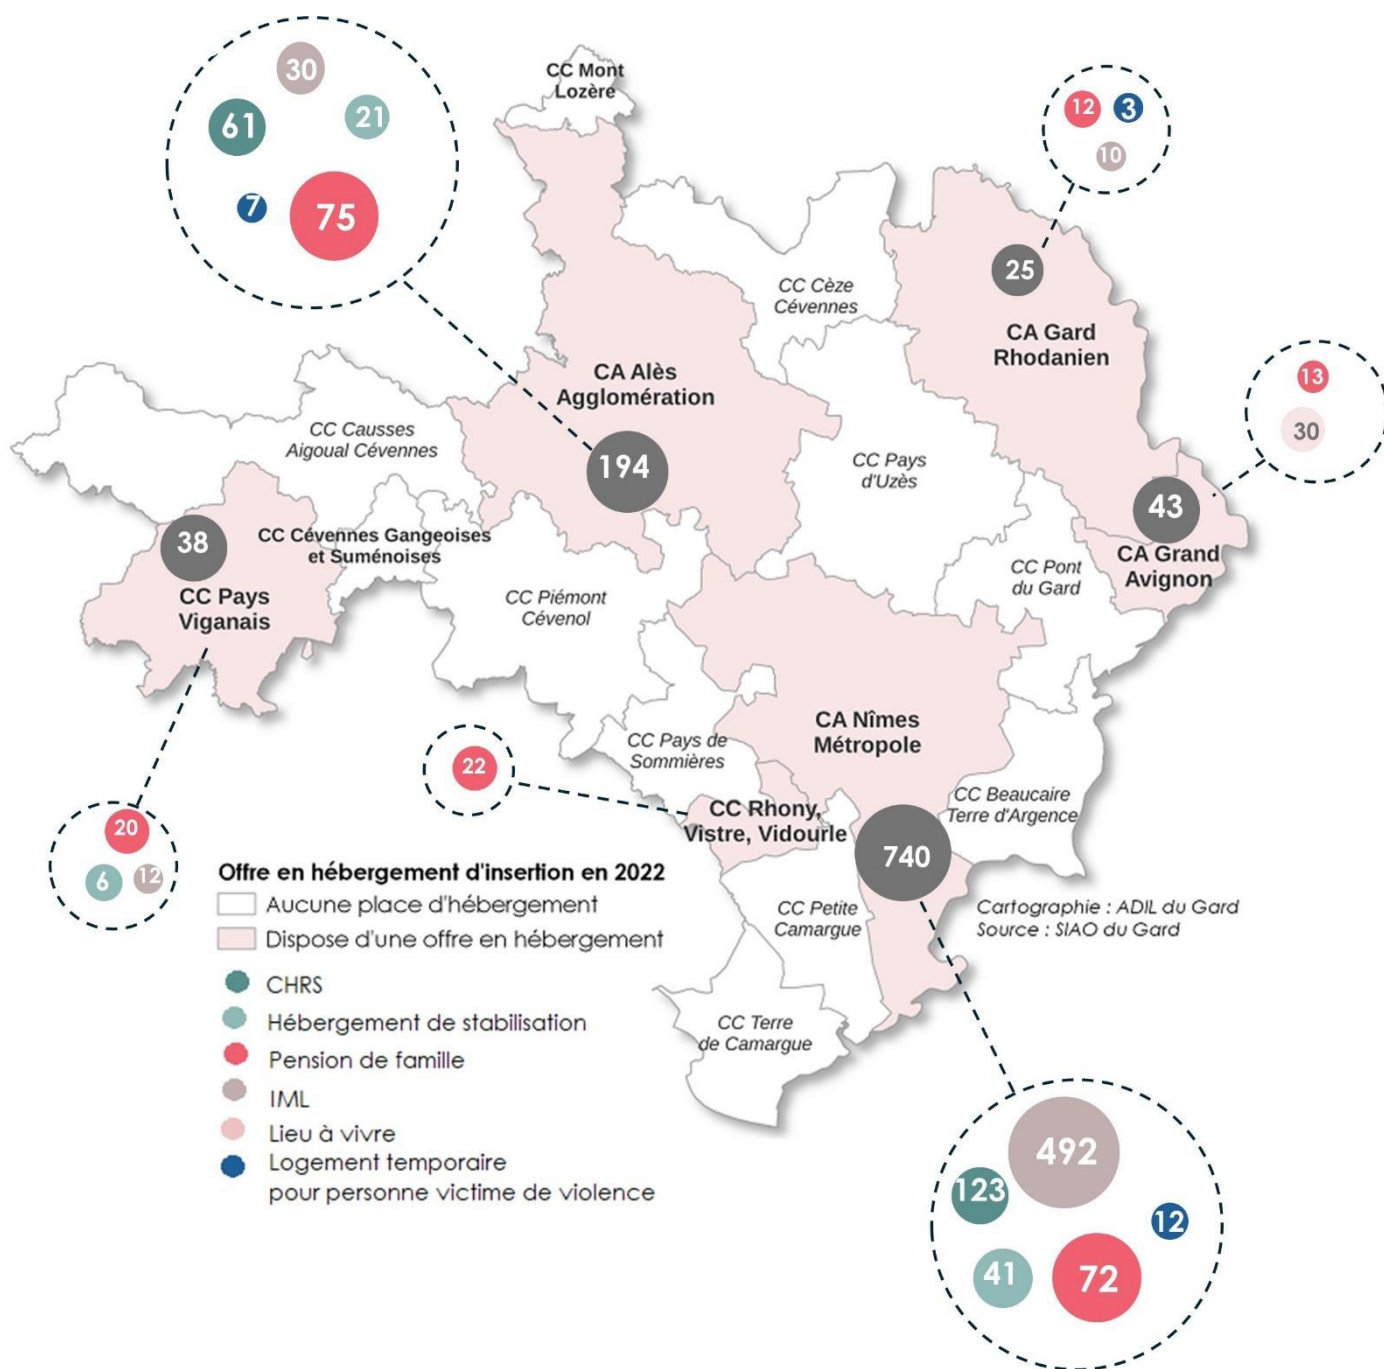 30
61
21
7
75
CC Mont
Lozère
12
3
10
25
CC Cèze
Cévennes
CA Gard
Rhodanien
CA Alès
Agglomération
13
30
CC Causses
Aigoual Cévennes
194
CC Pays
d'Uzès
43
38
CC Cévennes Gangeoises
et Suménoises
CA Grand
Avignon
CC Pont
du Gard
CC Pays
Viganais
CC Piémont
Cévenol
CA Nîmes
Métropole
CC Pays de
Sommières
22
CC Rhony,
Vistre, Vidourle
CC Beaucaire
Terre d'Argence
740
20
6
12
CC Petite
Camargue
CC Terre
de Camargue
Offre en hébergement d'insertion en 2022
Aucune place d'hébergement
Dispose d'une offre en hébergement
CHRS
Hébergement de stabilisation
Pension de famille
IML
Lieu à vivre
Logement temporaire
pour personne victime de violence
Cartographie : ADIL du Gard
Source : SIAO du Gard
492
123
12
41
72